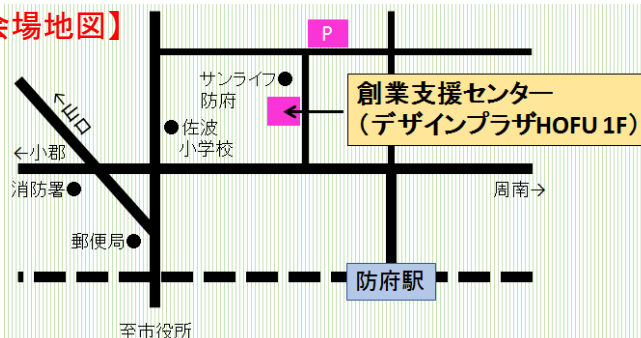 会場地図】
P
サンライフ
防府
創業支援センター
（デザインプラザHOFU 1F）
↑山口
佐波
小学校
←小郡
消防署
周南→
郵便局
防府駅
至市役所